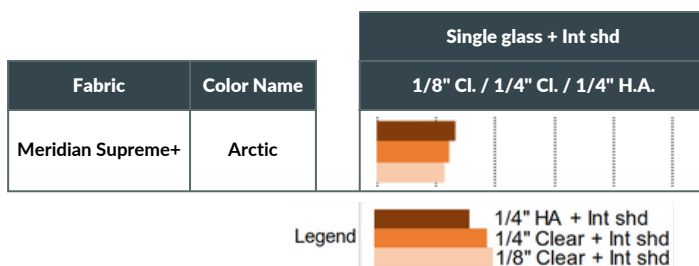 Single glass + Int shd
Fabric Color Name 1/8" Cl. / 1/4" Cl. / 1/4" H.A.
Meridian Supreme+ Arctic
1/4" HA + Int shd
Legend 1/4" Clear + Int shd
1/8" Clear + Int shd